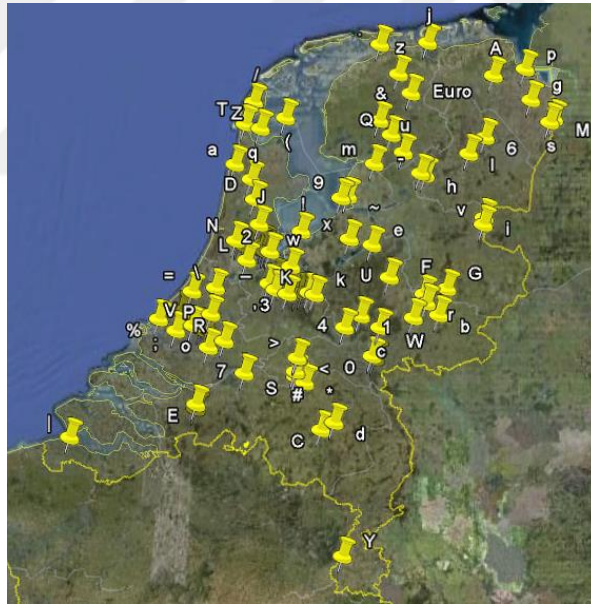 j
.
z
A
p
/
&
Euro
g
T
Z
(
Q
u
M
s
a
q
m
-
6
l
D
9
h
J
!
~
v
i
N
2
x
e
L
w
=
\
_
K
k
U
F
G
V
P
,
3
%
R
4
1
r
b
;
o
W
>
c
7
S
<
0
#
*
E
|
C
d
Y